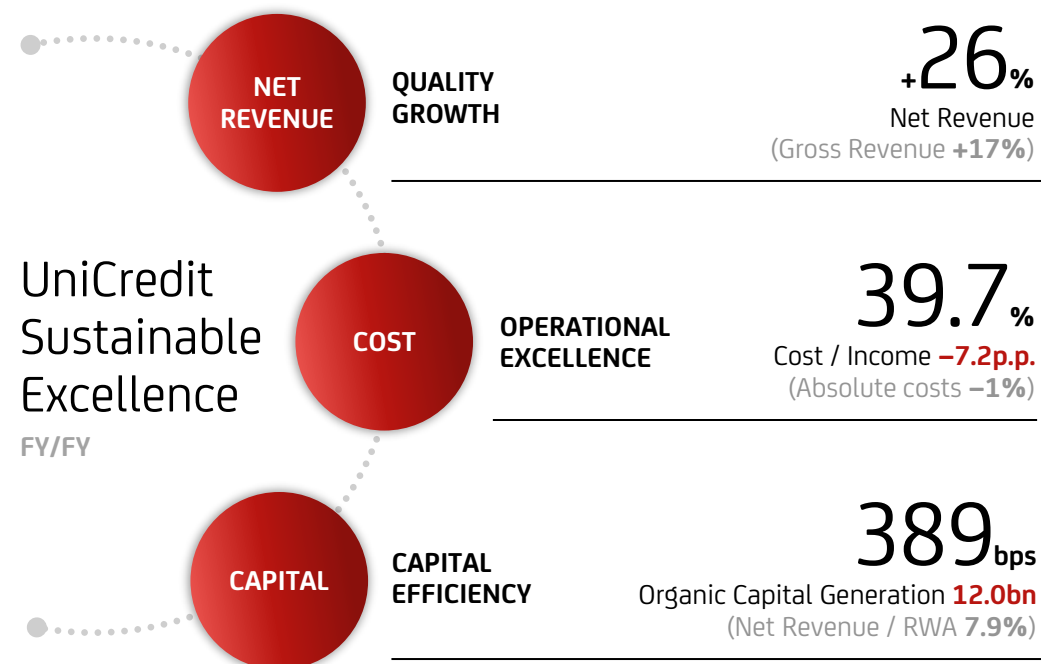 NET
REVENUE
QUALITY
GROWTH
+26%
Net Revenue
(Gross Revenue +17%)
UniCredit
Sustainable
Excellence
FY/FY
COST
OPERATIONAL
EXCELLENCE
39.7%
Cost / Income –7.2p.p.
(Absolute costs –1%)
CAPITAL
CAPITAL
EFFICIENCY
389bps
Organic Capital Generation 12.0bn
(Net Revenue / RWA 7.9%)